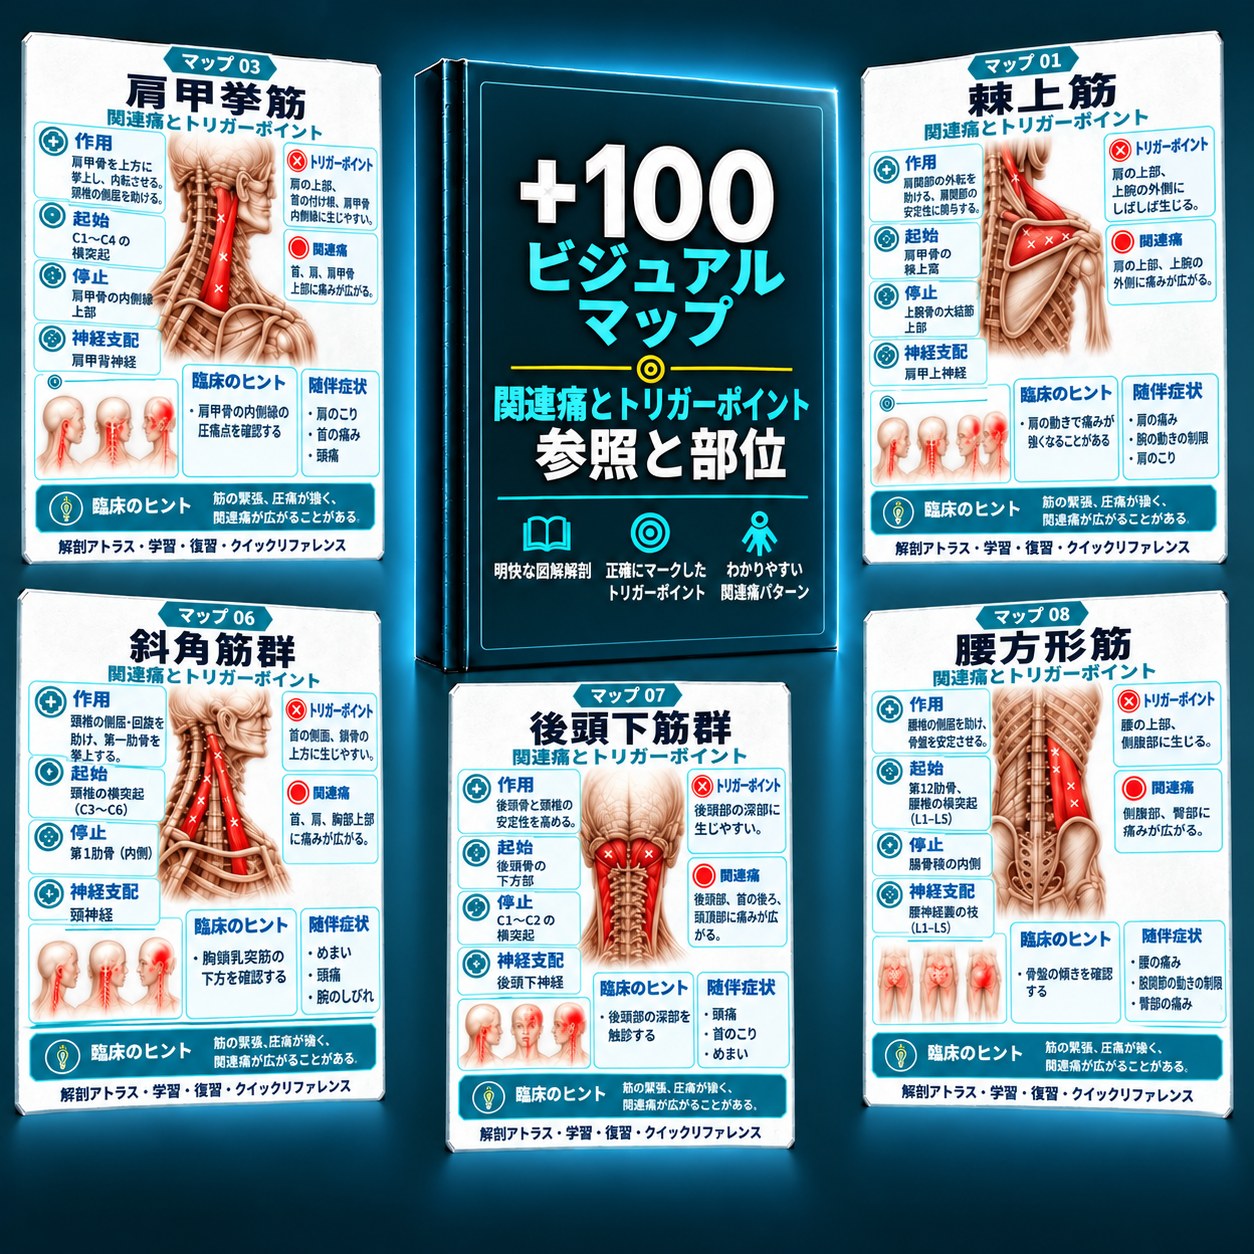 マップ 03
肩甲挙筋
関連痛とトリガーポイント
作用
肩甲骨を上方に
挙上し、内転させる。
頸椎の側屈を助ける。
起始
C1〜C4 の
横突起
停止
肩甲骨の内側縁
上部
神経支配
肩甲背神経
トリガーポイント
肩の上部、
首の付け根、肩甲骨
内側縁に生じやすい。
関連痛
首、肩、肩甲骨
上部に痛みが広がる。
臨床のヒント
・肩甲骨の内側縁の
圧痛点を確認する
随伴症状
・肩のこり
・首の痛み
・頭痛
臨床のヒント
筋の緊張、圧痛が強く、
関連痛が広がることがある。
解剖アトラス・学習・復習・クイックリファレンス
+100
ビジュアル
マップ
関連痛とトリガーポイント
参照と部位
明快な図解解剖
正確にマークした
トリガーポイント
わかりやすい
関連痛パターン
マップ 01
棘上筋
関連痛とトリガーポイント
作用
肩関節の外転を
助ける、肩関節の
安定性に関与する。
起始
肩甲骨の
棘上窩
停止
上腕骨の大結節
上部
神経支配
肩甲上神経
トリガーポイント
肩の上部、
上腕の外側に
しばしば生じる。
関連痛
肩の上部、上腕の
外側に痛みが広がる。
臨床のヒント
・肩の動きで痛みが
強くなることがある
随伴症状
・肩の痛み
・腕の動きの制限
・肩のこり
臨床のヒント
筋の緊張、圧痛が強く、
関連痛が広がることがある。
解剖アトラス・学習・復習・クイックリファレンス
マップ 06
斜角筋群
関連痛とトリガーポイント
作用
頸椎の側屈・回旋を
助け、第一肋骨を
挙上する。
起始
頸椎の横突起
（C3〜C6）
停止
第1肋骨（内側）
神経支配
頸神経
トリガーポイント
首の側面、鎖骨の
上方に生じやすい。
関連痛
首、肩、胸部上部
に痛みが広がる。
臨床のヒント
・胸鎖乳突筋の
下方を確認する
随伴症状
・めまい
・頭痛
・腕のしびれ
臨床のヒント
筋の緊張、圧痛が強く、
関連痛が広がることがある。
解剖アトラス・学習・復習・クイックリファレンス
マップ 07
後頭下筋群
関連痛とトリガーポイント
作用
後頭骨と頸椎の
安定性を高める。
起始
後頭骨の
下方部
停止
C1〜C2 の
横突起
神経支配
後頭下神経
トリガーポイント
後頭部の深部に
生じやすい。
関連痛
後頭部、首の後ろ、
頭頂部に痛みが広
がる。
臨床のヒント
・後頭部の深部を
触診する
随伴症状
・頭痛
・首のこり
・めまい
臨床のヒント
筋の緊張、圧痛が強く、
関連痛が広がることがある。
解剖アトラス・学習・復習・クイックリファレンス
マップ 08
腰方形筋
関連痛とトリガーポイント
作用
腰椎の側屈を助け、
骨盤を安定させる。
起始
第12肋骨、
腰椎の横突起
（L1–L5）
停止
腸骨稜の内側
神経支配
腰神経叢の枝
（L1–L5）
トリガーポイント
腰の上部、
側腹部に生じる。
関連痛
側腹部、臀部に
痛みが広がる。
臨床のヒント
・骨盤の傾きを確認
する
随伴症状
・腰の痛み
・股関節の動きの制限
・臀部の痛み
臨床のヒント
筋の緊張、圧痛が強く、
関連痛が広がることがある。
解剖アトラス・学習・復習・クイックリファレンス